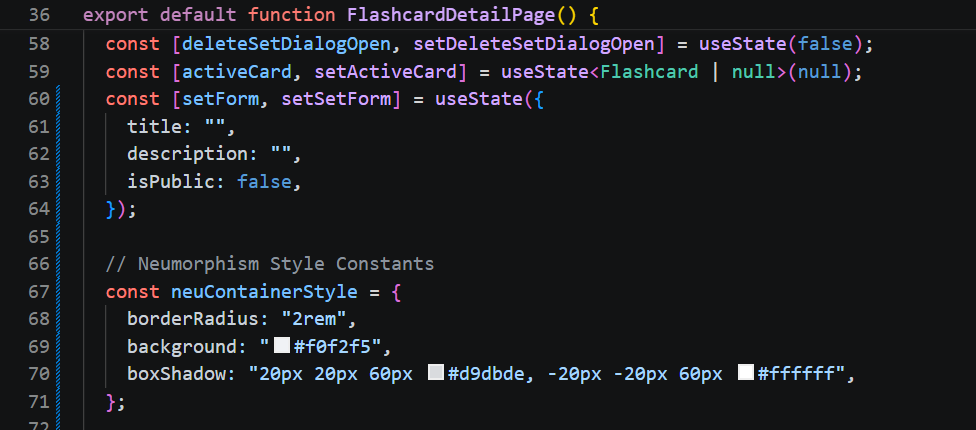 36 export default function FlashcardDetailPage() {
58 const [deleteSetDialogOpen, setDeleteSetDialogOpen] = useState(false);
59 const [activeCard, setActiveCard] = useState<Flashcard | null>(null);
60 const [setForm, setSetForm] = useState({
61 title: "",
62 description: "",
63 isPublic: false,
64 });
65
66 // Neumorphism Style Constants
67 const neuContainerStyle = {
68 borderRadius: "2rem",
69 background: "#f0f2f5",
70 boxShadow: "20px 20px 60px #d9dbde, -20px -20px 60px #ffffff",
71 };
72